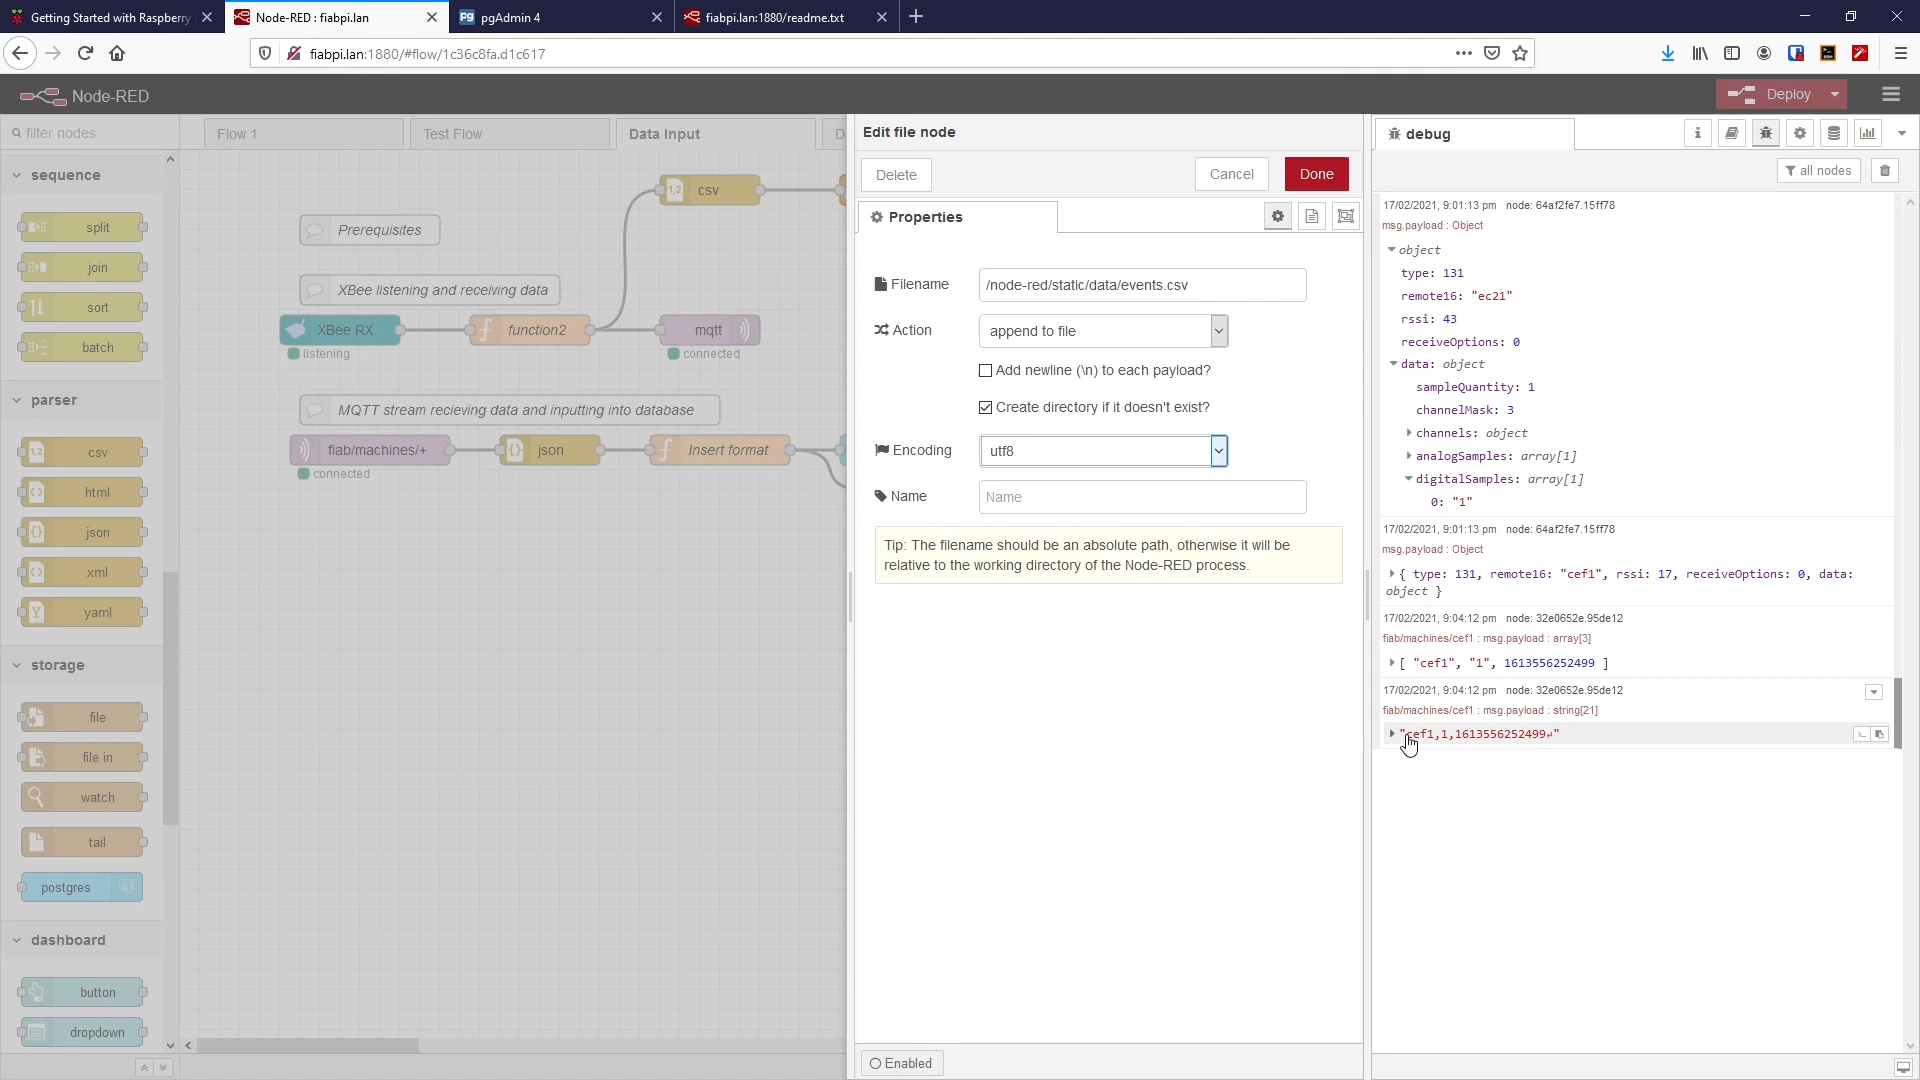 Getting Started with Raspberry
Node-RED : fiabpi.lan
pgAdmin 4
fiabpi.lan:1880/readme.txt
fiabpi.lan:1880/#flow/1c36c8fa.d1c617
Node-RED
Deploy
filter nodes
Flow 1
Test Flow
Data Input
D
sequence
split
join
sort
batch
parser
csv
html
json
xml
yaml
storage
file
file in
watch
tail
postgres
dashboard
button
dropdown
csv
Prerequisites
XBee listening and receiving data
XBee RX
function2
mqtt
listening
connected
MQTT stream recieving data and inputting into database
fiab/machines/+
json
Insert format
connected
Edit file node
Delete
Cancel
Done
Properties
Filename
/node-red/static/data/events.csv
Action
append to file
Add newline (\n) to each payload?
Create directory if it doesn't exist?
Encoding
utf8
Name
Name
Tip: The filename should be an absolute path, otherwise it will be
relative to the working directory of the Node-RED process.
Enabled
debug
all nodes
17/02/2021, 9:01:13 pm node: 64af2fe7.15ff78
msg.payload : Object
object
type: 131
remote16: "ec21"
rssi: 43
receiveOptions: 0
data: object
sampleQuantity: 1
channelMask: 3
channels: object
analogSamples: array[1]
digitalSamples: array[1]
0: "1"
17/02/2021, 9:01:13 pm node: 64af2fe7.15ff78
msg.payload : Object
{ type: 131, remote16: "cef1", rssi: 17, receiveOptions: 0, data:
object }
17/02/2021, 9:04:12 pm node: 32e0652e.95de12
fiab/machines/cef1 : msg.payload : array[3]
[ "cef1", "1", 1613556252499 ]
17/02/2021, 9:04:12 pm node: 32e0652e.95de12
fiab/machines/cef1 : msg.payload : string[21]
"cef1,1,1613556252499↵"